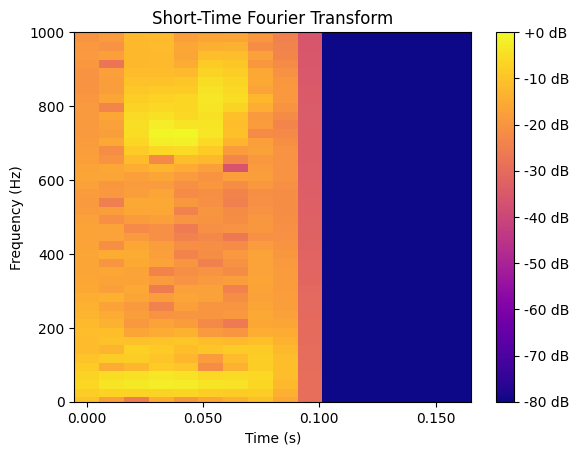 Short-Time Fourier Transform
1000
800
600
400
200
0
Frequency (Hz)
0.000
0.050
0.100
0.150
Time (s)
+0 dB
-10 dB
-20 dB
-30 dB
-40 dB
-50 dB
-60 dB
-70 dB
-80 dB